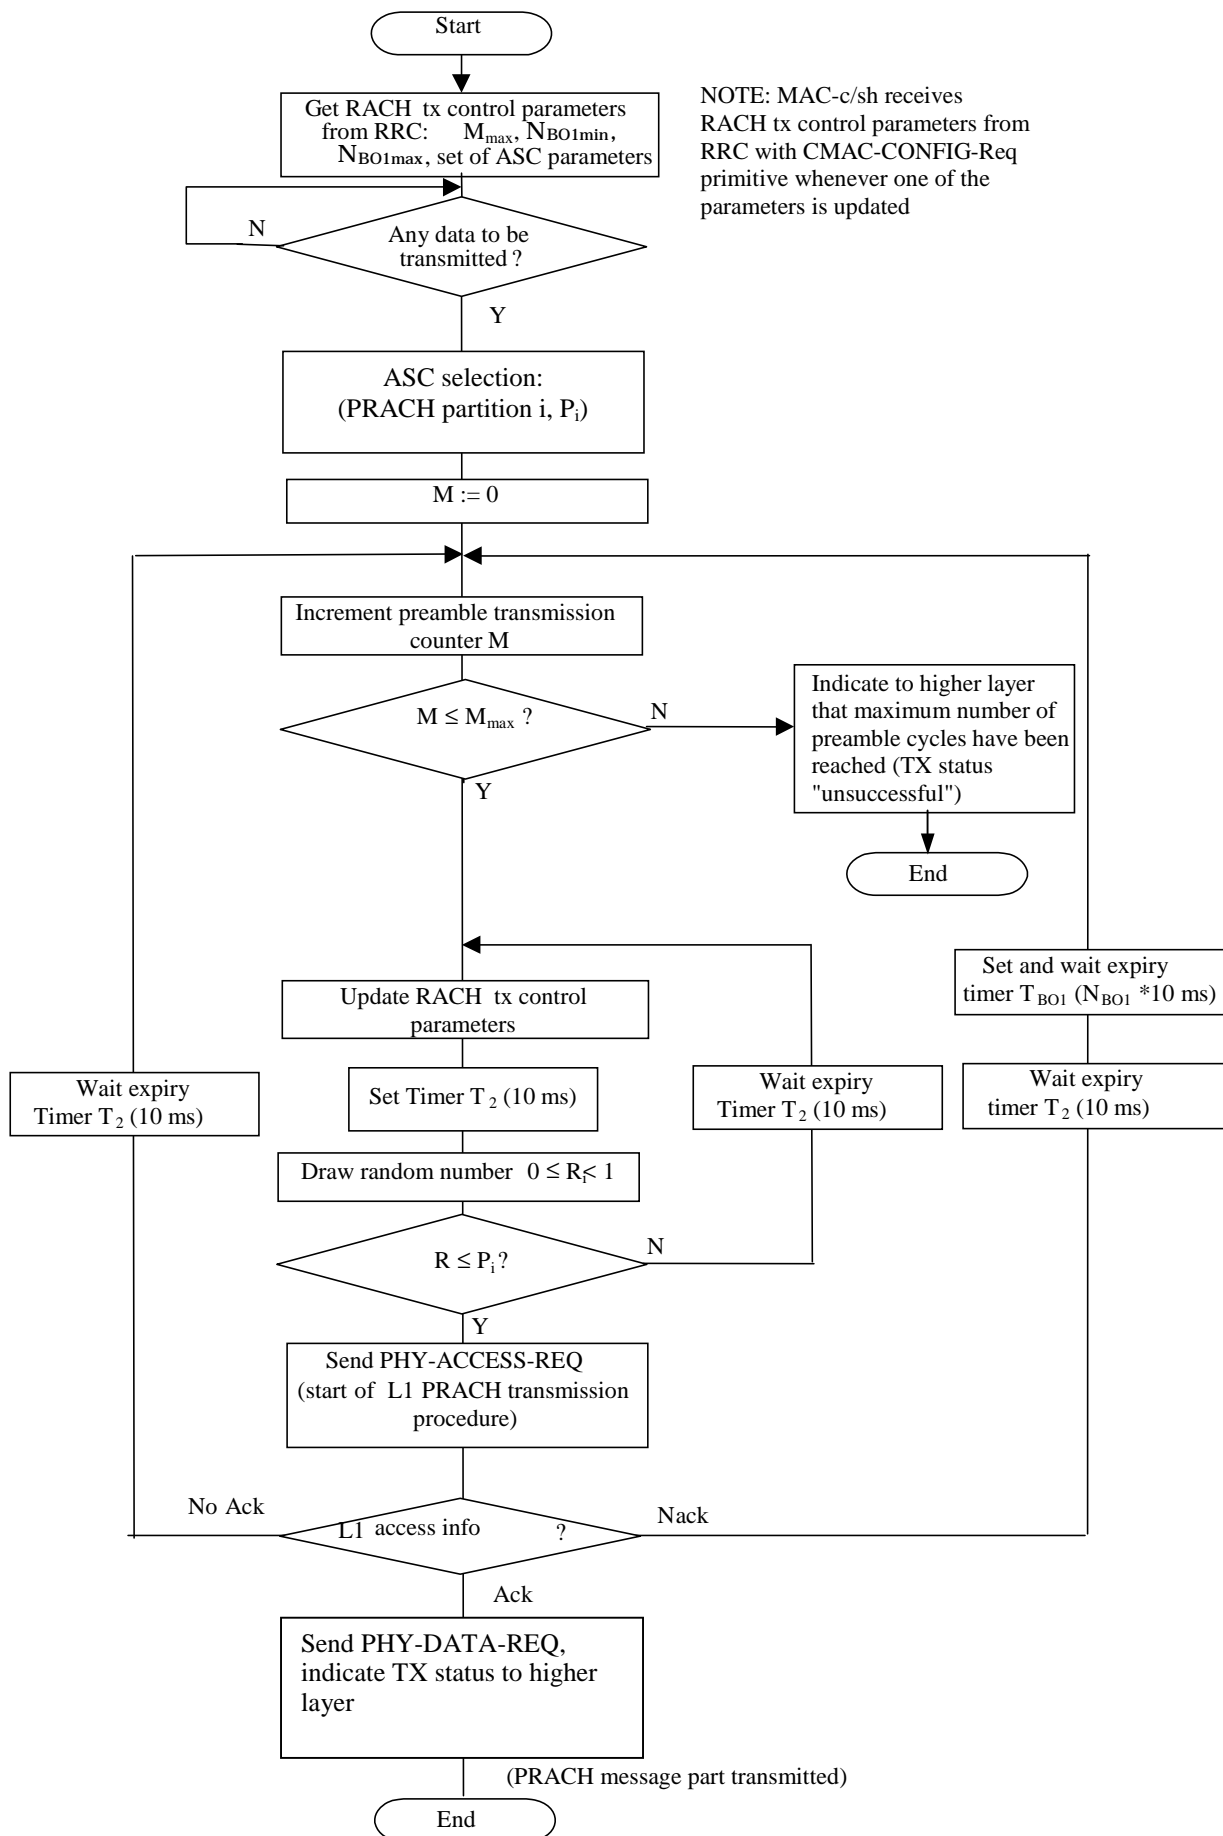 Start
Get RACH tx control parameters
from RRC: Mmax, NBO1min,
NBO1max, set of ASC parameters
NOTE: MAC-c/sh receives
RACH tx control parameters from
RRC with CMAC-CONFIG-Req
primitive whenever one of the
parameters is updated
N
Any data to be
transmitted ?
Y
ASC selection:
(PRACH partition i, Pi)
M := 0
Increment preamble transmission
counter M
M ≤ Mmax ?
N
Indicate to higher layer
that maximum number of
preamble cycles have been
reached (TX status
"unsuccessful")
Y
End
Set and wait expiry
timer TBO1 (NBO1 *10 ms)
Update RACH tx control
parameters
Wait expiry
Timer T2 (10 ms)
Set Timer T2 (10 ms)
Wait expiry
Timer T2 (10 ms)
Wait expiry
timer T2 (10 ms)
Draw random number 0 ≤ Ri< 1
R ≤ Pi ?
N
Y
Send PHY-ACCESS-REQ
(start of L1 PRACH transmission
procedure)
No Ack
L1 access info ?
Nack
Ack
Send PHY-DATA-REQ,
indicate TX status to higher
layer
(PRACH message part transmitted)
End